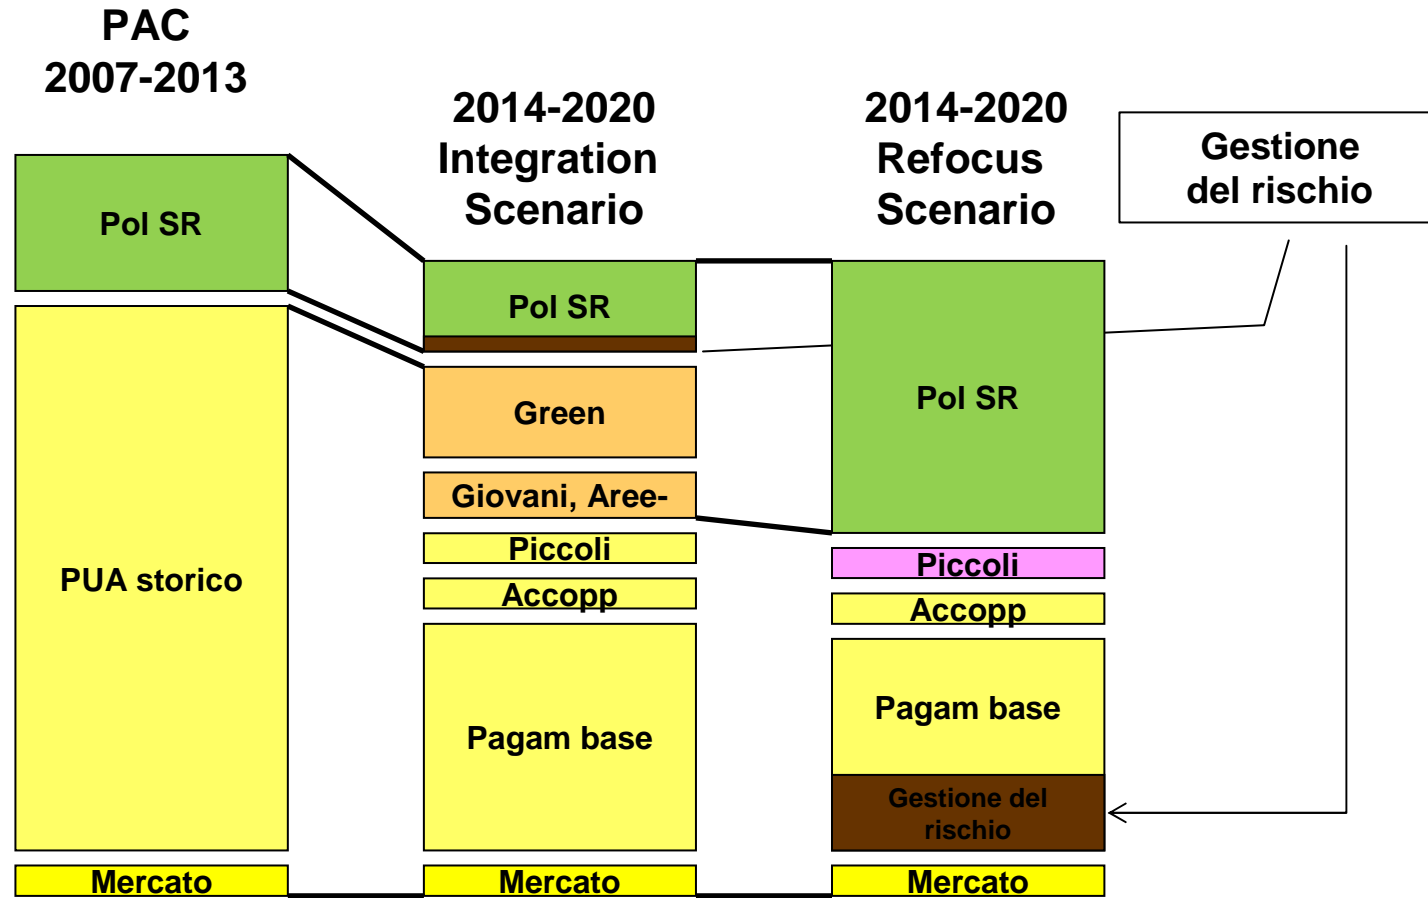 PAC
2007-2013
Pol SR
PUA storico
Mercato
2014-2020
Integration
Scenario
Pol SR
Green
Giovani, Aree-
Piccoli
Accopp
Pagam base
Mercato
2014-2020
Refocus
Scenario
Pol SR
Piccoli
Accopp
Pagam base
Gestione del
rischio
Mercato
Gestione
del rischio